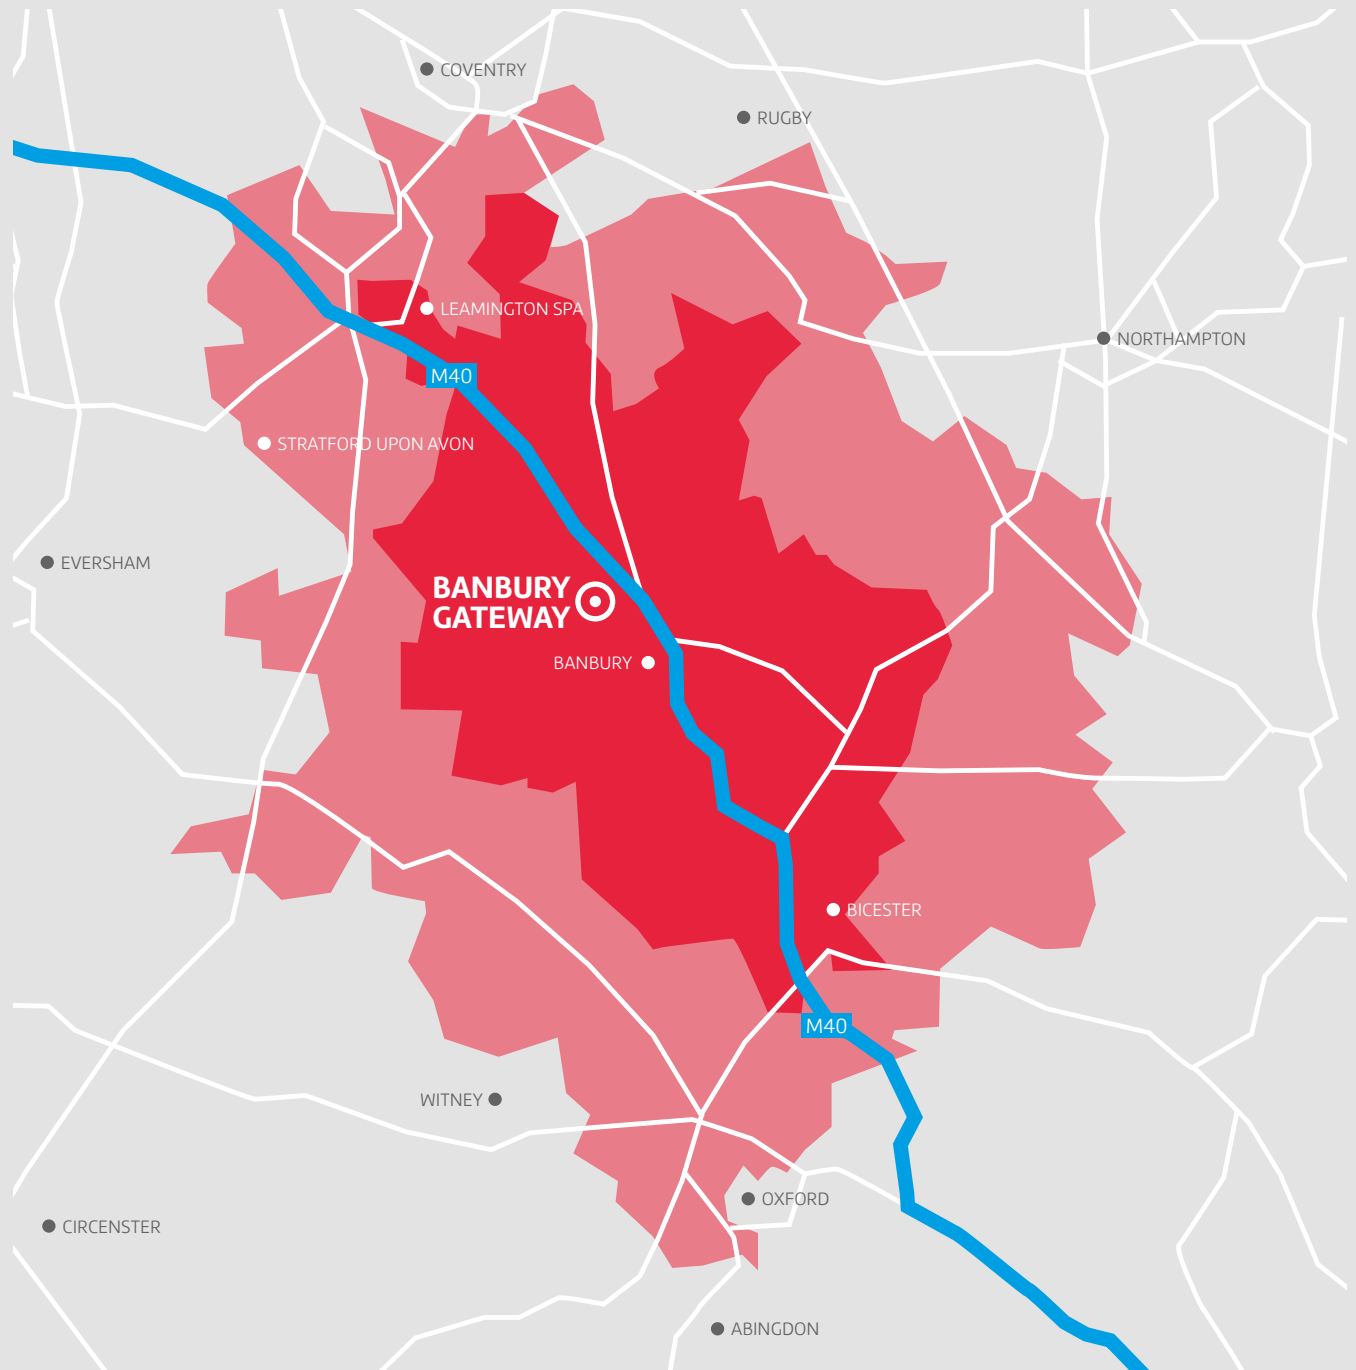 COVENTRY
RUGBY
LEAMINGTON SPA
NORTHAMPTON
M40
STRATFORD UPON AVON
EVERSHAM
BANBURY
GATEWAY
BANBURY
BICESTER
M40
WITNEY
OXFORD
CIRCENSTER
ABINGDON